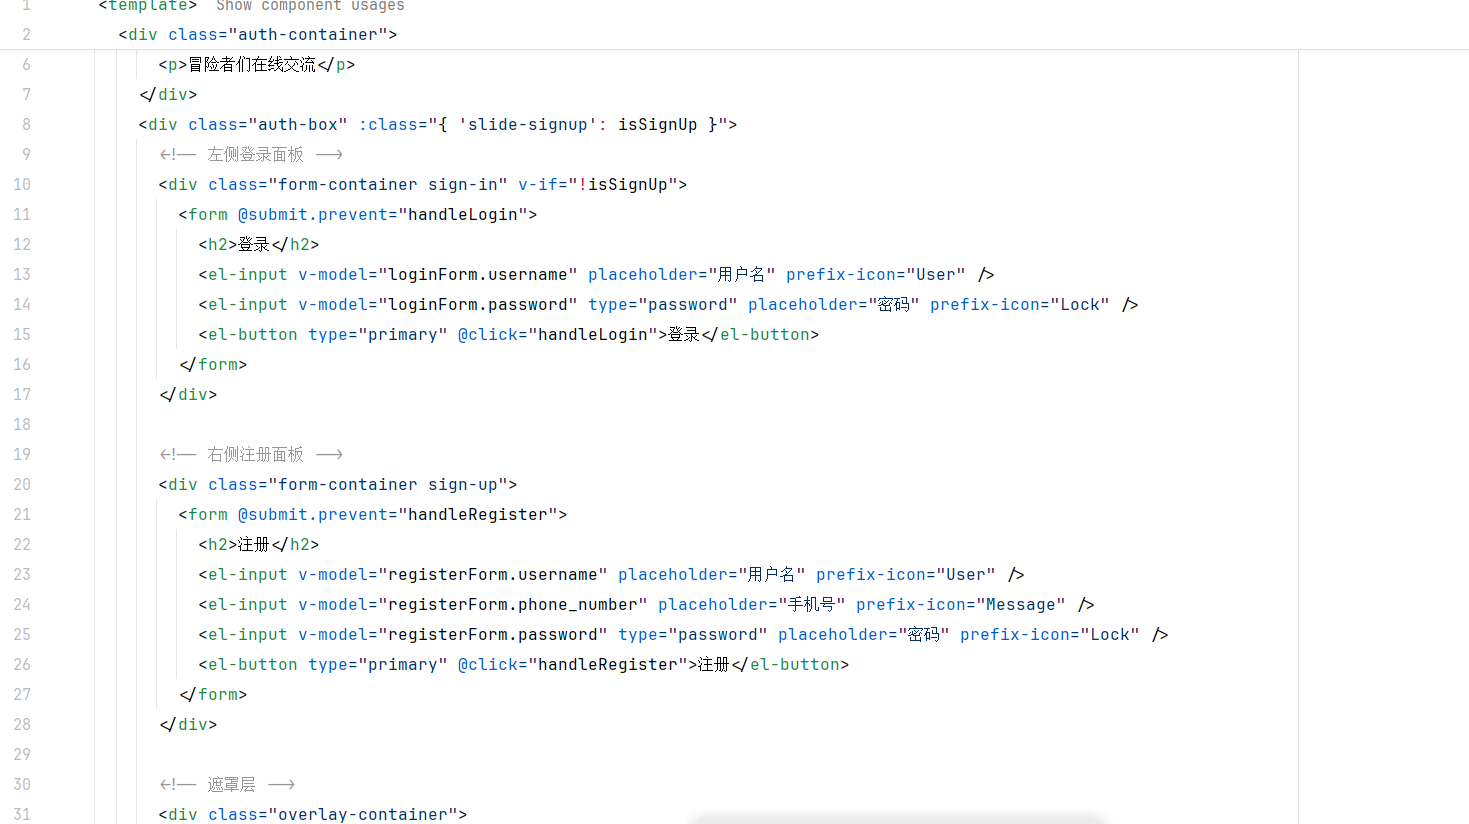 1 <template> Show component usages
2 <div class="auth-container">
6 <p>冒险者们在线交流</p>
7 </div>
8 <div class="auth-box" :class="{ 'slide-signup': isSignUp }">
9 <!-- 左侧登录面板 -->
10 <div class="form-container sign-in" v-if="!isSignUp">
11 <form @submit.prevent="handleLogin">
12 <h2>登录</h2>
13 <el-input v-model="loginForm.username" placeholder="用户名" prefix-icon="User" />
14 <el-input v-model="loginForm.password" type="password" placeholder="密码" prefix-icon="Lock" />
15 <el-button type="primary" @click="handleLogin">登录</el-button>
16 </form>
17 </div>
18
19 <!-- 右侧注册面板 -->
20 <div class="form-container sign-up">
21 <form @submit.prevent="handleRegister">
22 <h2>注册</h2>
23 <el-input v-model="registerForm.username" placeholder="用户名" prefix-icon="User" />
24 <el-input v-model="registerForm.phone_number" placeholder="手机号" prefix-icon="Message" />
25 <el-input v-model="registerForm.password" type="password" placeholder="密码" prefix-icon="Lock" />
26 <el-button type="primary" @click="handleRegister">注册</el-button>
27 </form>
28 </div>
29
30 <!-- 遮罩层 -->
31 <div class="overlay-container">